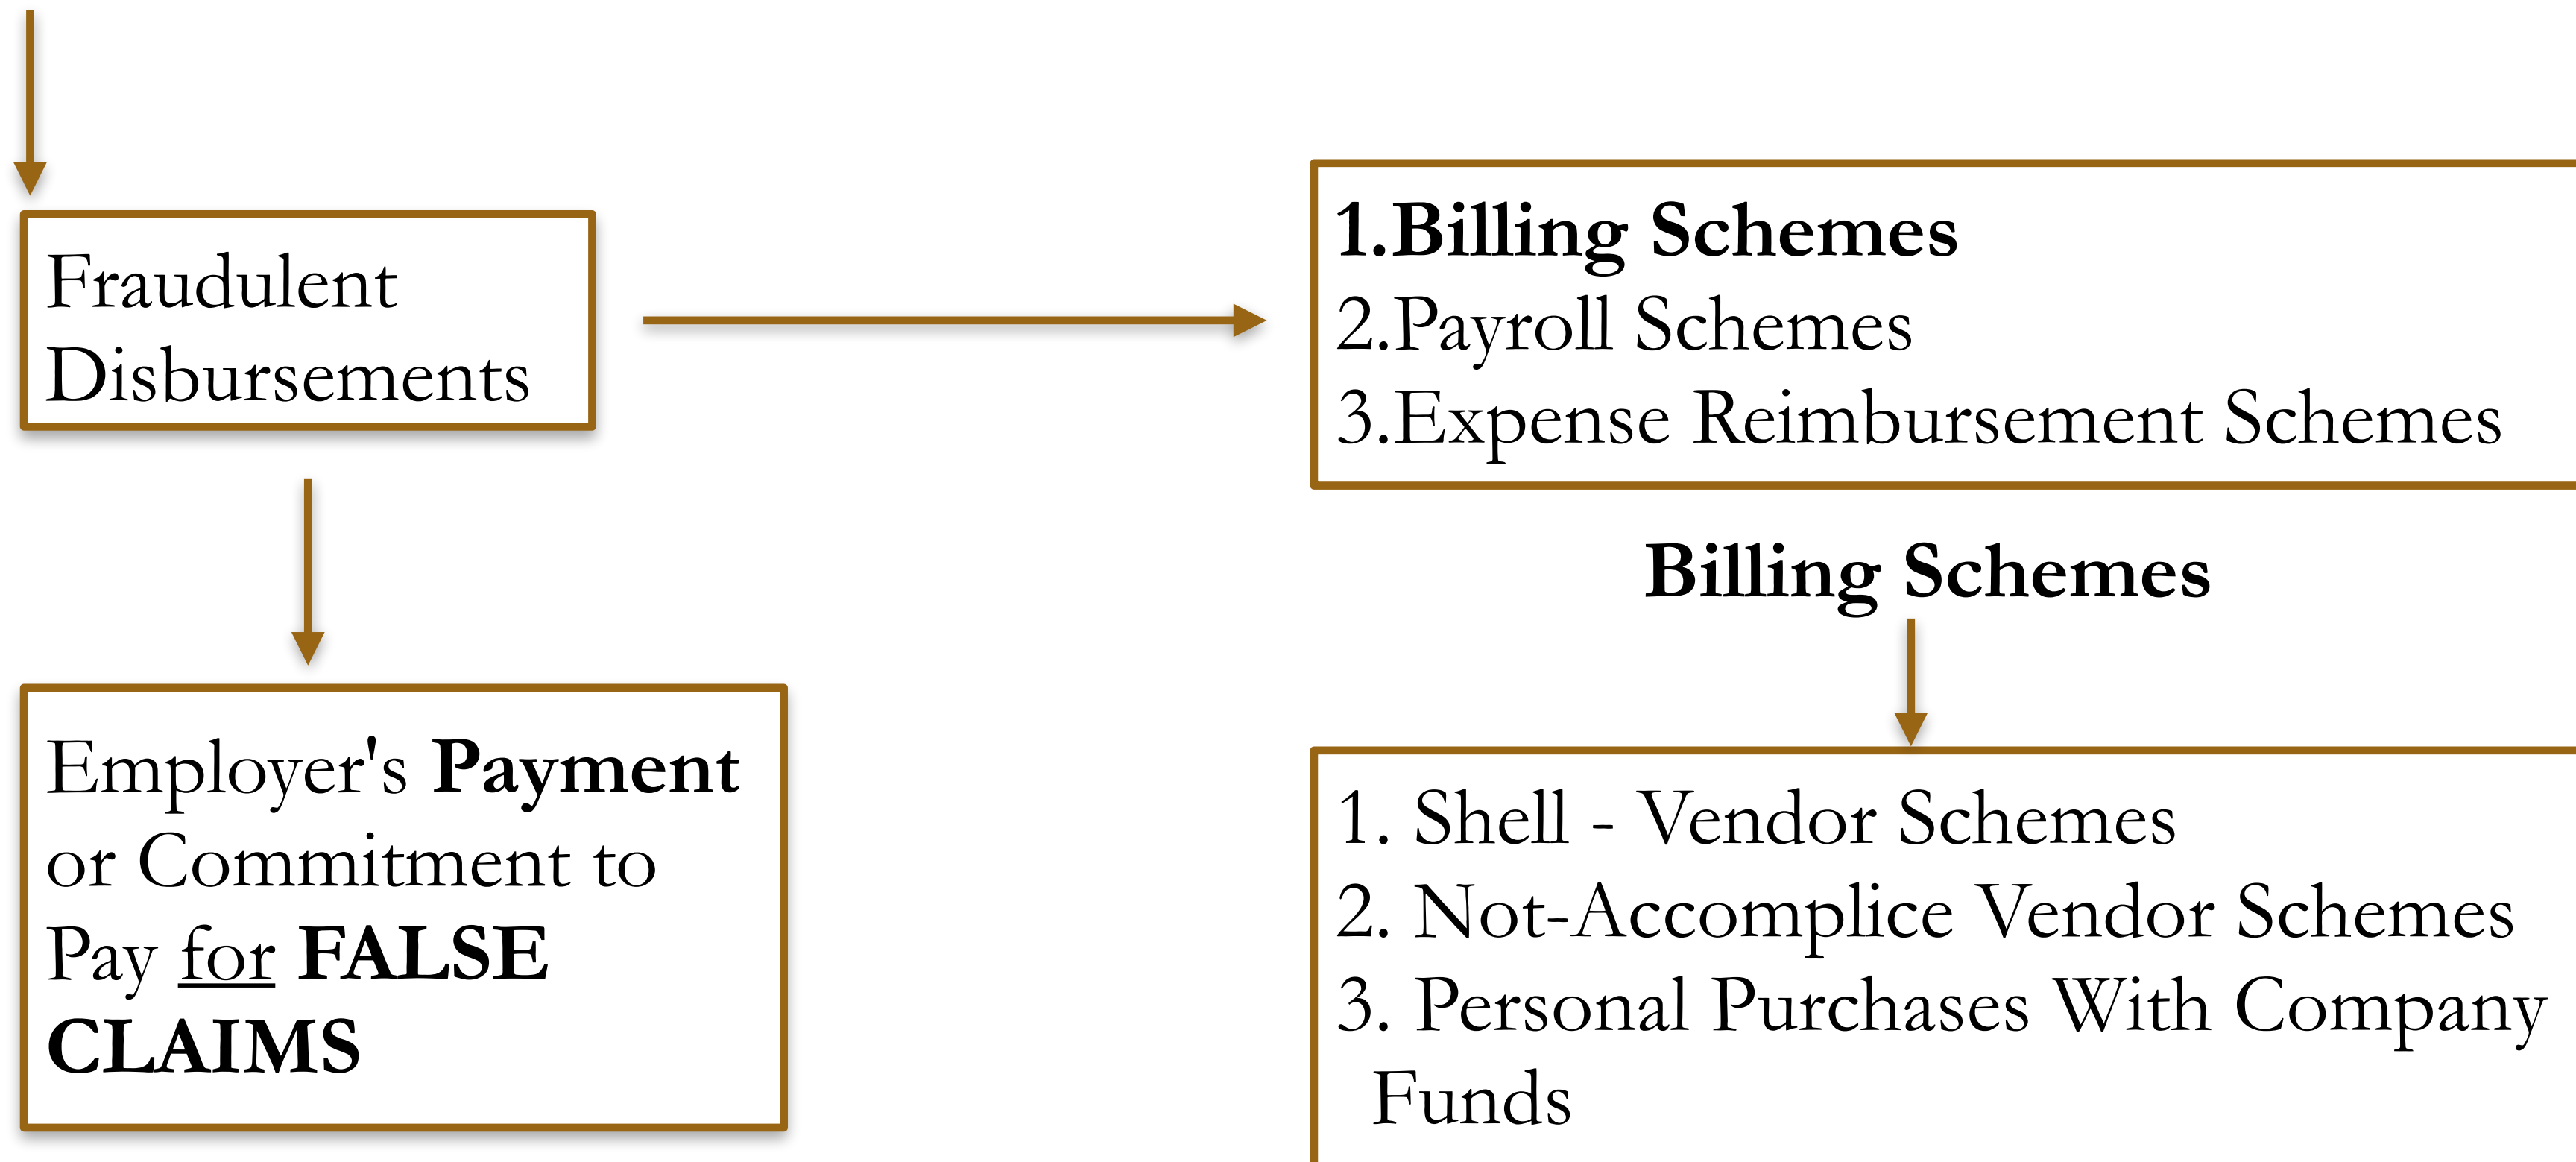 Fraudulent
Disbursements
1.Billing Schemes
2.Payroll Schemes
3.Expense Reimbursement Schemes
Employer's Payment
or Commitment to
Pay for FALSE
CLAIMS
Billing Schemes
1. Shell - Vendor Schemes
2. Not-Accomplice Vendor Schemes
3. Personal Purchases With Company
Funds